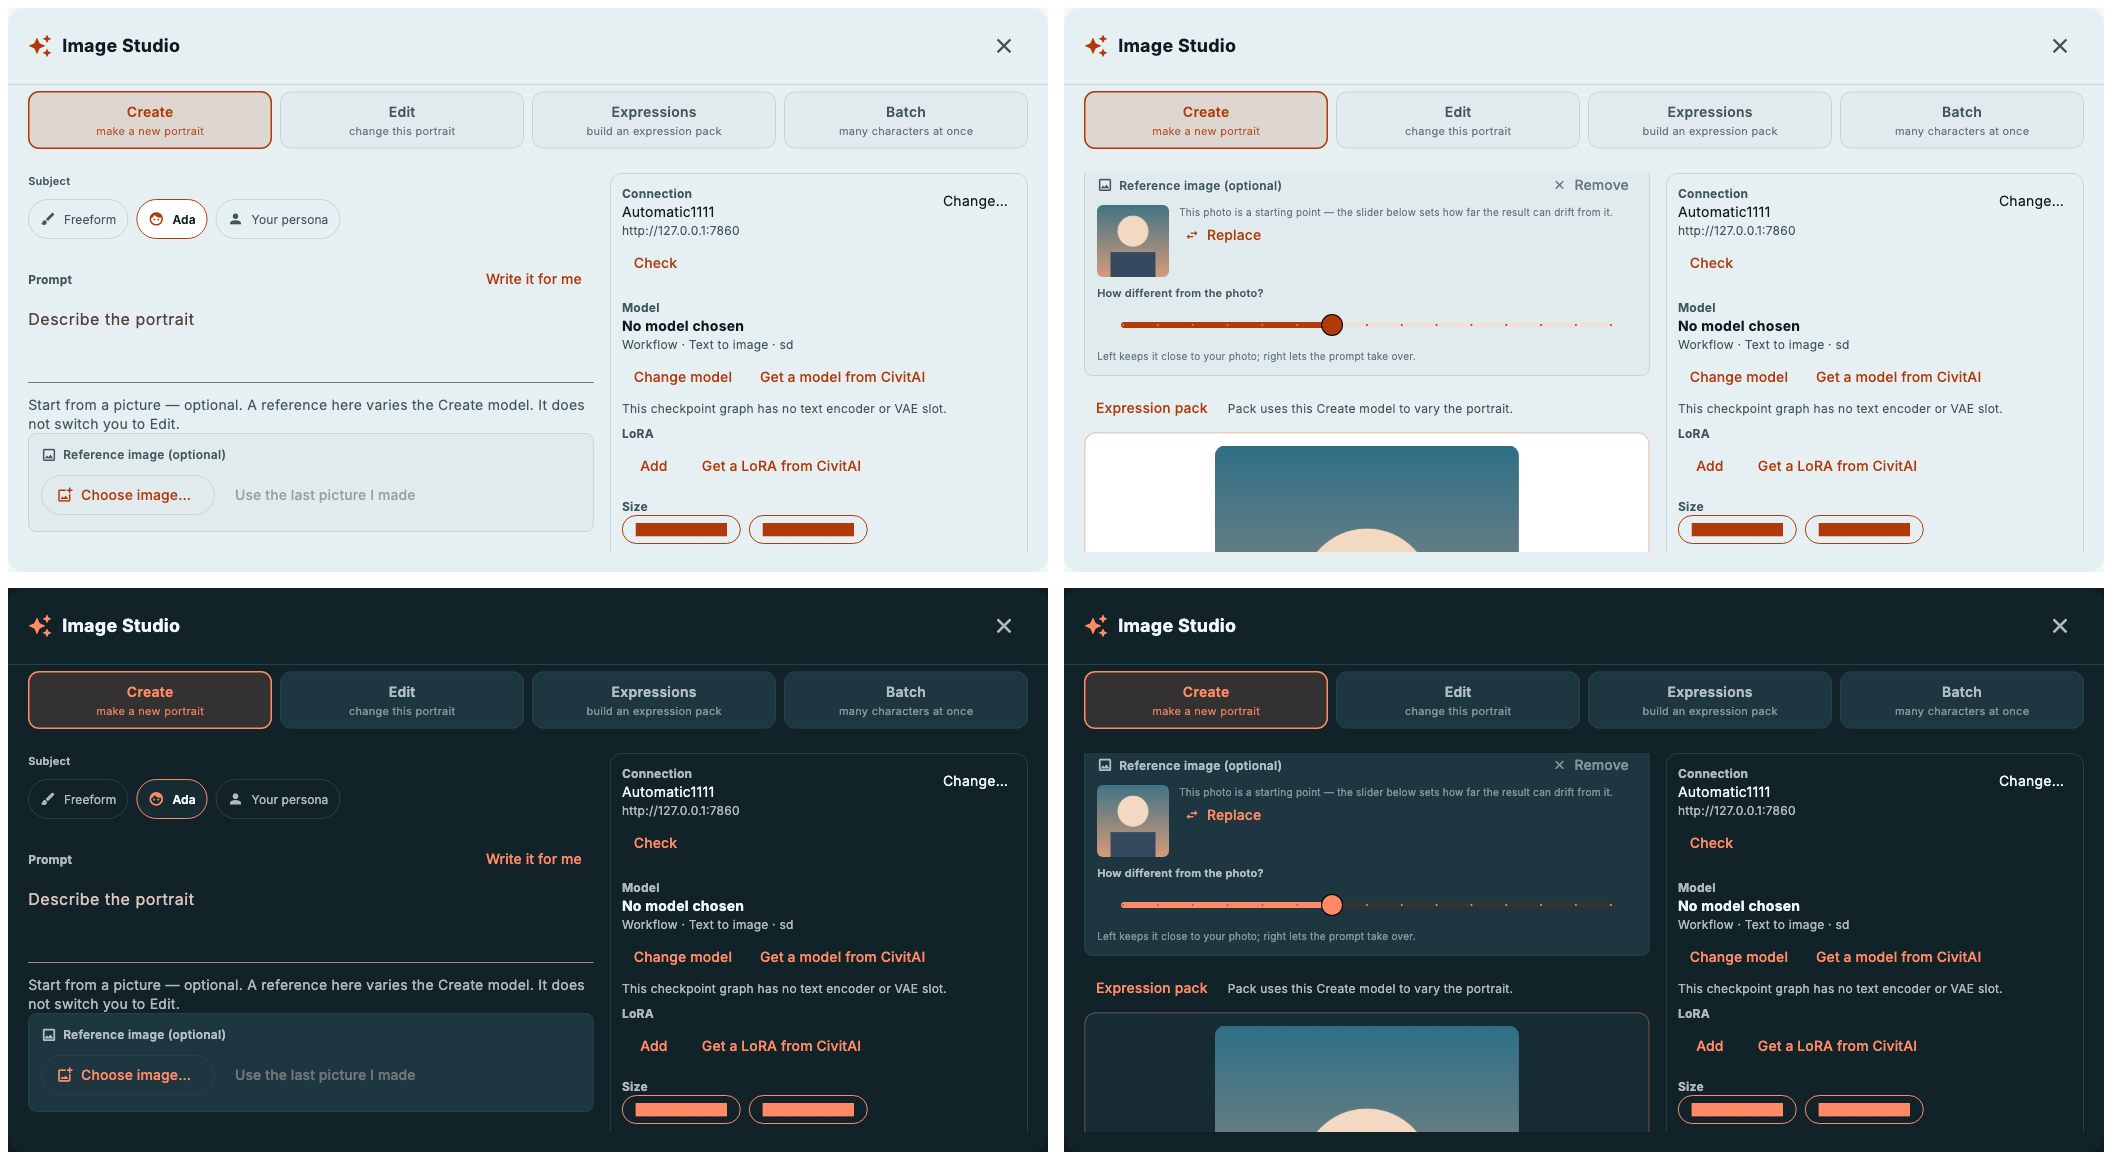 Image Studio
Create
make a new portrait
Edit
change this portrait
Expressions
build an expression pack
Batch
many characters at once
Subject
Freeform
Ada
Your persona
Prompt
Write it for me
Describe the portrait
Start from a picture — optional. A reference here varies the Create model. It does
not switch you to Edit.
Reference image (optional)
Choose image...
Use the last picture I made
Connection
Automatic1111
http://127.0.0.1:7860
Change...
Check
Model
No model chosen
Workflow · Text to image · sd
Change model
Get a model from CivitAI
This checkpoint graph has no text encoder or VAE slot.
LoRA
Add
Get a LoRA from CivitAI
Size
Image Studio
Create
make a new portrait
Edit
change this portrait
Expressions
build an expression pack
Batch
many characters at once
Reference image (optional)
Remove
This photo is a starting point — the slider below sets how far the result can drift from it.
Replace
How different from the photo?
Left keeps it close to your photo; right lets the prompt take over.
Expression pack
Pack uses this Create model to vary the portrait.
Connection
Automatic1111
http://127.0.0.1:7860
Change...
Check
Model
No model chosen
Workflow · Text to image · sd
Change model
Get a model from CivitAI
This checkpoint graph has no text encoder or VAE slot.
LoRA
Add
Get a LoRA from CivitAI
Size
Image Studio
Create
make a new portrait
Edit
change this portrait
Expressions
build an expression pack
Batch
many characters at once
Subject
Freeform
Ada
Your persona
Prompt
Write it for me
Describe the portrait
Start from a picture — optional. A reference here varies the Create model. It does
not switch you to Edit.
Reference image (optional)
Choose image...
Use the last picture I made
Connection
Automatic1111
http://127.0.0.1:7860
Change...
Check
Model
No model chosen
Workflow · Text to image · sd
Change model
Get a model from CivitAI
This checkpoint graph has no text encoder or VAE slot.
LoRA
Add
Get a LoRA from CivitAI
Size
Image Studio
Create
make a new portrait
Edit
change this portrait
Expressions
build an expression pack
Batch
many characters at once
Reference image (optional)
Remove
This photo is a starting point — the slider below sets how far the result can drift from it.
Replace
How different from the photo?
Left keeps it close to your photo; right lets the prompt take over.
Expression pack
Pack uses this Create model to vary the portrait.
Connection
Automatic1111
http://127.0.0.1:7860
Change...
Check
Model
No model chosen
Workflow · Text to image · sd
Change model
Get a model from CivitAI
This checkpoint graph has no text encoder or VAE slot.
LoRA
Add
Get a LoRA from CivitAI
Size